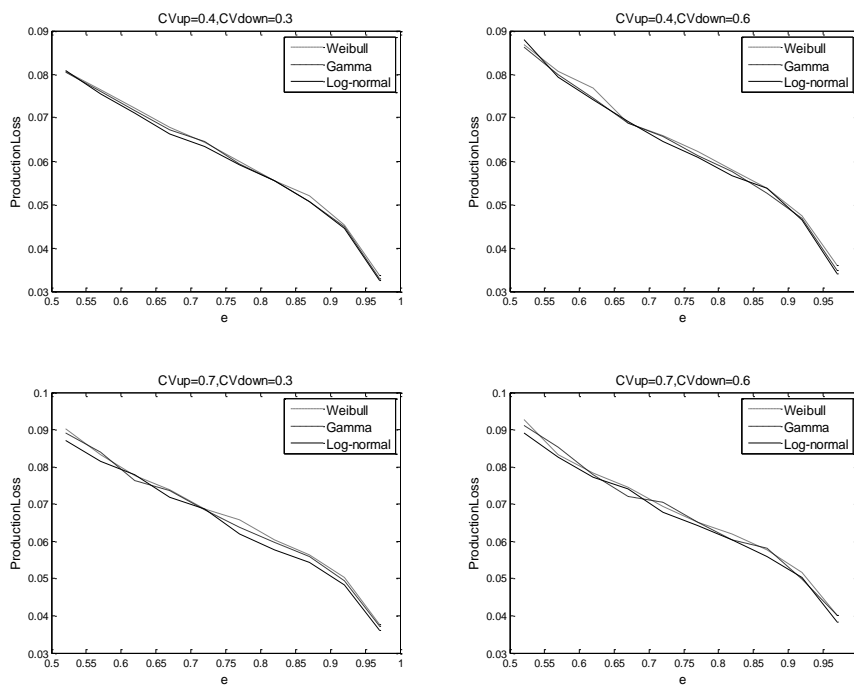 CVup=0.4,CVdown=0.3
0.09
0.08
0.07
0.06
0.05
0.04
0.03
ProductionLoss
Weibull
Gamma
Log-normal
0.5 0.55 0.6 0.65 0.7 0.75 0.8 0.85 0.9 0.95 1
e
CVup=0.4,CVdown=0.6
0.09
0.08
0.07
0.06
0.05
0.04
0.03
ProductionLoss
Weibull
Gamma
Log-normal
0.5 0.55 0.6 0.65 0.7 0.75 0.8 0.85 0.9 0.95
e
CVup=0.7,CVdown=0.3
0.1
0.09
0.08
0.07
0.06
0.05
0.04
0.03
ProductionLoss
Weibull
Gamma
Log-normal
0.5 0.55 0.6 0.65 0.7 0.75 0.8 0.85 0.9 0.95 1
e
CVup=0.7,CVdown=0.6
0.1
0.09
0.08
0.07
0.06
0.05
0.04
0.03
ProductionLoss
Weibull
Gamma
Log-normal
0.5 0.55 0.6 0.65 0.7 0.75 0.8 0.85 0.9 0.95
e